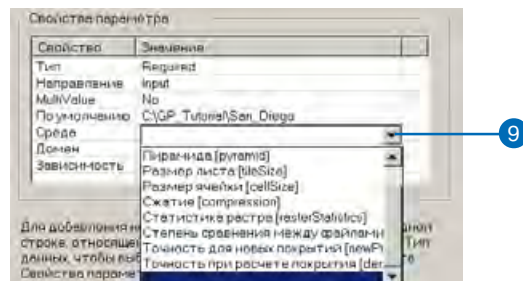 Свойства параметра
Свойство Значение
Тип Required
Направление Input
MultiValue No
По умолчанию C:\GP_Tutorial\San_Diego
Среда
Домен
Зависимость
9
Пирамида [pyramid]
Размер листа [tileSize]
Размер ячейки [cellSize]
Сжатие [compression]
Статистика растра [rasterStatistics]
Степень сравнения между файлами
Точность для новых покрытий [newPr
Точность при расчете покрытия [der
Для добавления
строке, относяще
Тип
данных, чтобы выб
Свойства параме